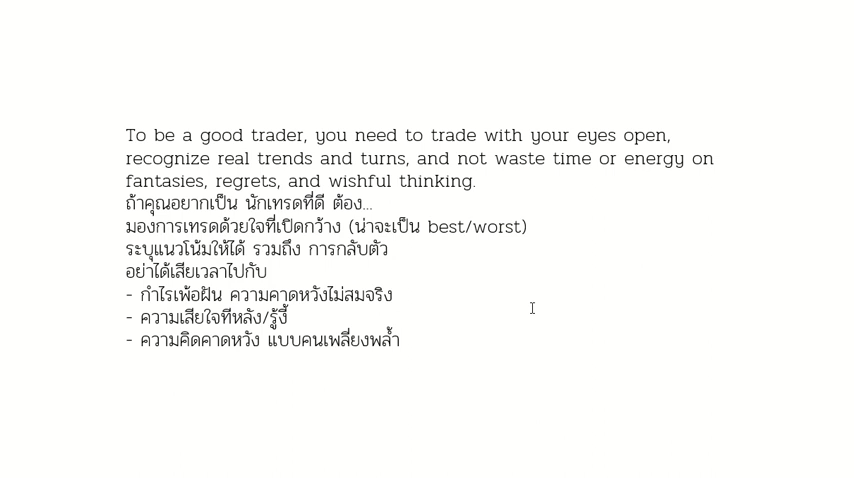 To be a good trader, you need to trade with your eyes open,
recognize real trends and turns, and not waste time or energy on
fantasies, regrets, and wishful thinking.
ถ้าคุณอยากเป็น นักเทรดที่ดี ต้อง...
มองการเทรดด้วยใจที่เปิดกว้าง (น่าจะเป็น best/worst)
ระบุแนวโน้มให้ได้ รวมถึง การกลับตัว
อย่าได้เสียเวลาไปกับ
- กำไรเพ้อฝัน ความคาดหวังไม่สมจริง
- ความเสียใจทีหลัง/รู้งี้
- ความคิดคาดหวัง แบบคนเพลี่ยงพล้ำ